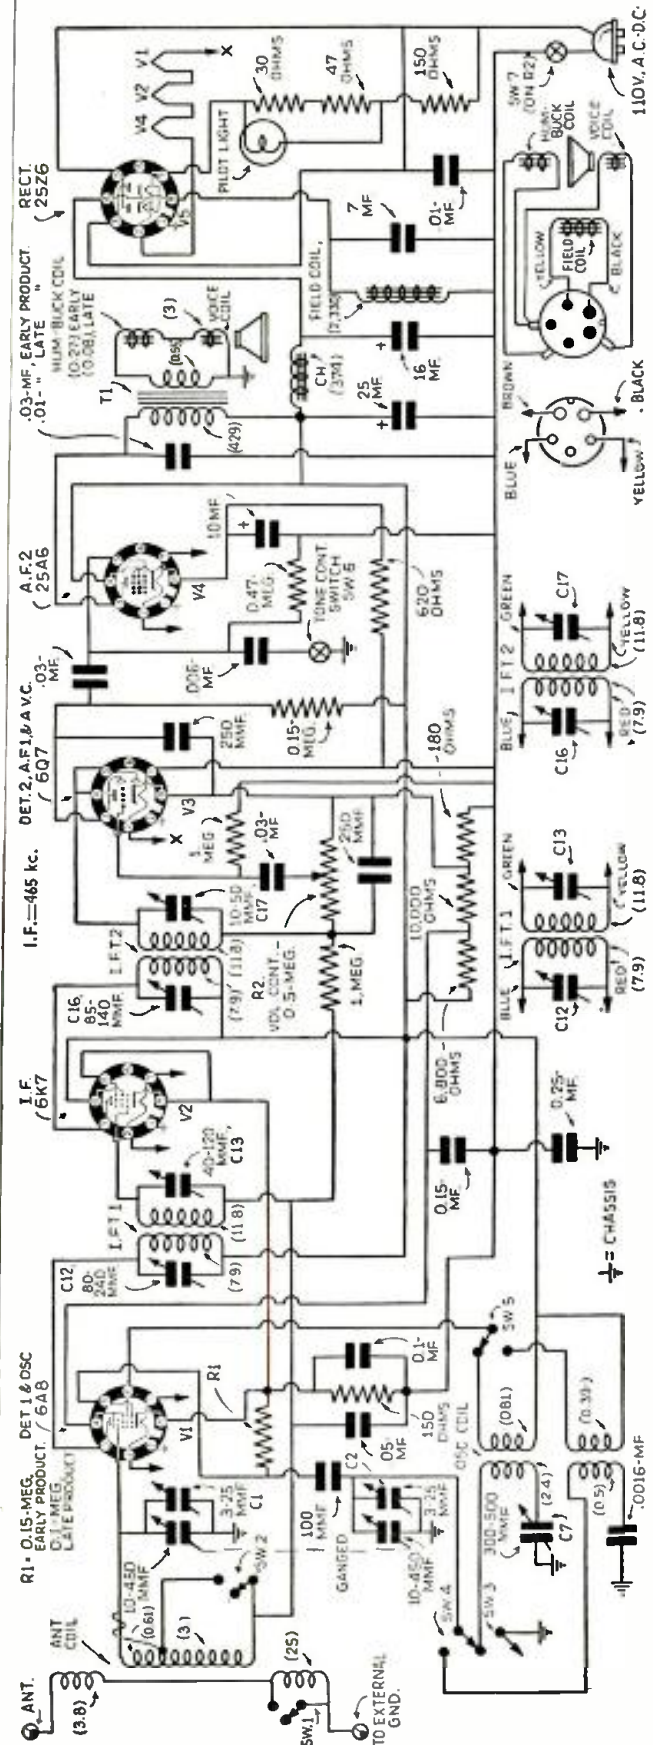 R1 = 0.15-MEG,
EARLY PRODUCT.
0.1-MEG
LATE PRODUCT
DET 1 & OSC
6A8
I.F.
6K7
I.F.=465 kc.
DET. 2, A.F.1, & A.V.C.
6Q7
A.F.2
25A6
.03-MF., EARLY PRODUCT
.01- " , LATE "
HUM-BUCK COIL
(0.27) EARLY
(0.08), LATE
RECT.
25Z6
ANT.
(3.8)
ANT
COIL
10-450
MMF
(0.61)
(3.)
SW.2
(25)
SW.1
TO EXTERNAL
GND.
3-25
MMF
C1
V1
R1
100
MMF
GANGED
10-450
MMF
3-25
MMF
C2
.05
MF
150
OHMS
0.1-
MF
SW.4
SW.3
SW 5
OSC COIL
(.081)
300-500
MMF
C7
(2.4)
(0.5)
(0.39)
.0016-MF
= CHASSIS
C12,
80-
240
MMF
I.F.T.1
(7.9)
(11.8)
40-120
MMF,
C13
V2
0.15-
MF.
0.25-
MF.
6,800-
OHMS
C16,
85-
140
MMF.
I.F.T.2
(7.9)
(11.8)
10-50
MMF,
C17
R2,
VOL CONT.-
0.5-MEG.
1, MEG.
V3
X
1
MEG
.03-
MF
250
MMF
10,000
OHMS
180
OHMS
250
MMF.
0.15-
MEG.
.03-
MF.
.006-
MF
V4
10 MF.
0.47-
MEG.
TONE CONT.
SWITCH
SW.6
620
OHMS
T1
(429)
(0.56)
(3)
VOICE
COIL
CH.
(374)
25
MF.
16
MF.
FIELD COIL,
7
MF
.01-
MF
V5
V4
V2
V1
X
PILOT LIGHT
30
OHMS
47
OHMS
150
OHMS
SW 7
(ON R2)
110V., A.C.-D.C.
BLUE
I.F.T.1
GREEN
C12
C13
RED
(7.9)
YELLOW
(11.8)
BLUE
I.F.T.2
GREEN
C16
C17
RED
(7.9)
YELLOW
(11.8)
BLUE
BROWN
YELLOW
BLACK
YELLOW
FIELD
COIL
BLACK
HUM-
BUCK COIL
VOICE
COIL